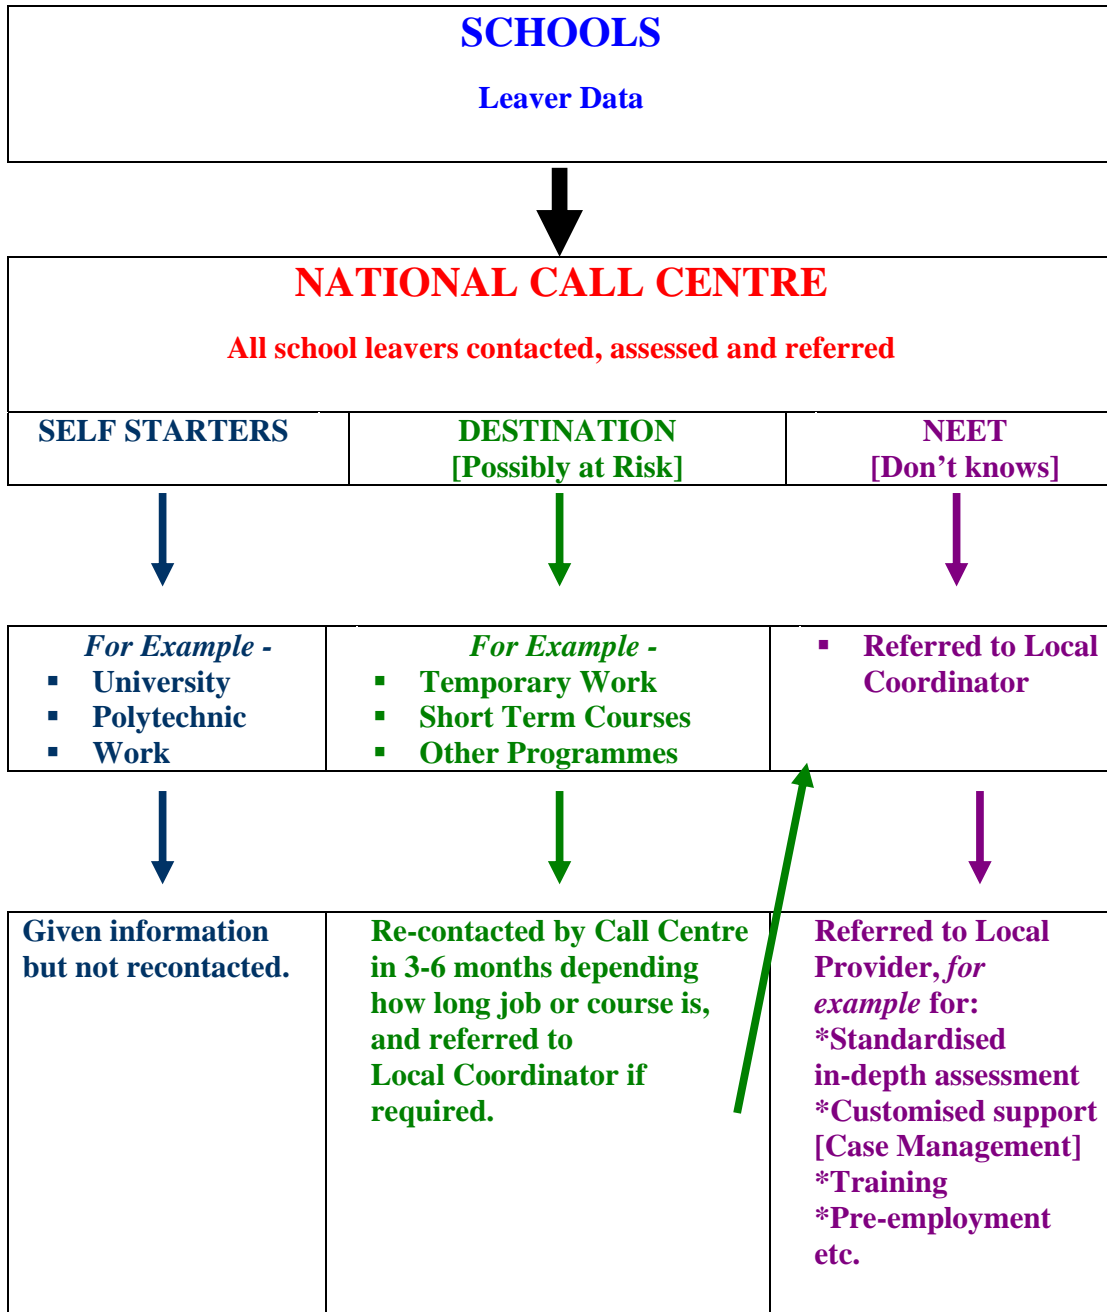 SCHOOLS
Leaver Data
NATIONAL CALL CENTRE
All school leavers contacted, assessed and referred
SELF STARTERS
DESTINATION
[Possibly at Risk]
NEET
[Don’t knows]
For Example -
▪ University
▪ Polytechnic
▪ Work
For Example -
▪ Temporary Work
▪ Short Term Courses
▪ Other Programmes
▪ Referred to Local
Coordinator
Given information
but not recontacted.
Re-contacted by Call Centre
in 3-6 months depending
how long job or course is,
and referred to
Local Coordinator if
required.
Referred to Local
Provider, for
example for:
*Standardised
in-depth assessment
*Customised support
[Case Management]
*Training
*Pre-employment
etc.